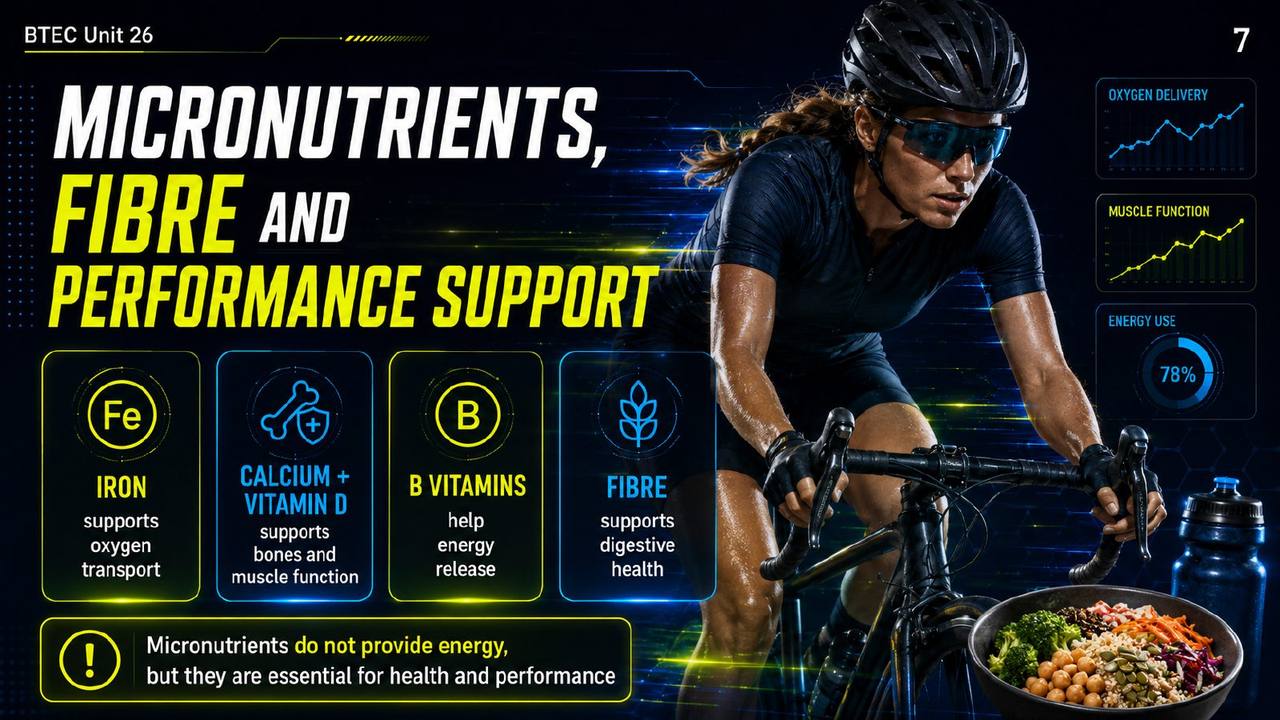 BTEC Unit 26
7
MICRONUTRIENTS,
FIBRE AND
PERFORMANCE SUPPORT
OXYGEN DELIVERY
MUSCLE FUNCTION
ENERGY USE
78%
Fe
IRON
supports
oxygen
transport
CALCIUM +
VITAMIN D
supports
bones and
muscle function
B
B VITAMINS
help
energy
release
FIBRE
supports
digestive
health
!
Micronutrients do not provide energy,
but they are essential for health and performance